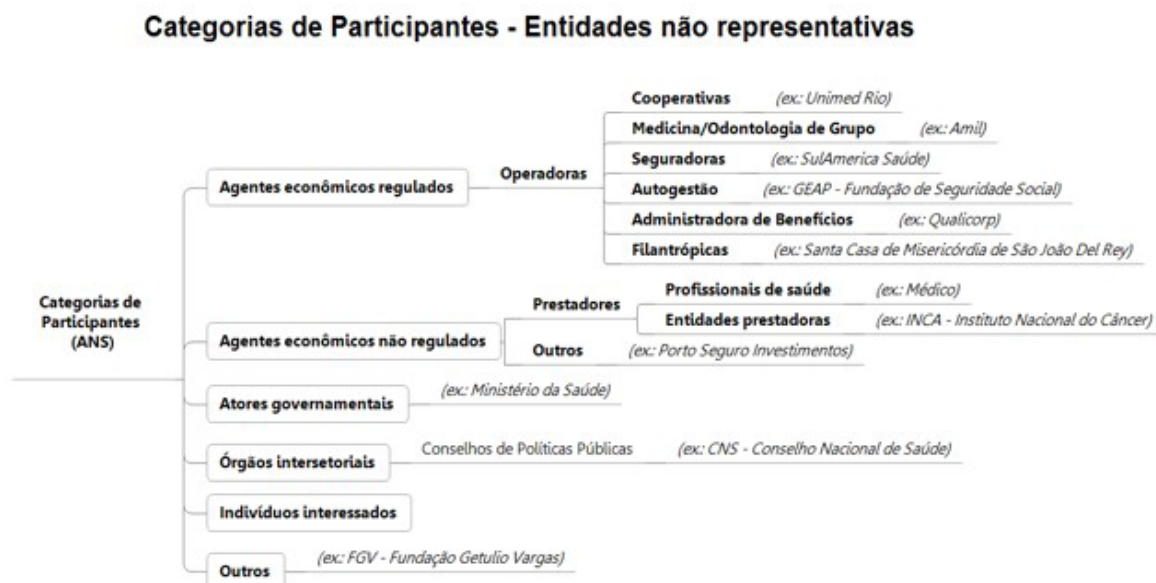 Categorias de Participantes - Entidades não representativas
Cooperativas (ex.: Unimed Rio)
Medicina/Odontologia de Grupo (ex.: Amil)
Seguradoras (ex.: SulAmerica Saúde)
Agentes econômicos regulados Operadoras Autogestão (ex.: GEAP - Fundação de Seguridade Social)
Administradora de Benefícios (ex.: Qualicorp)
Filantrópicas (ex.: Santa Casa de Misericórdia de São João Del Rey)
Categorias de
Participantes
(ANS)
Agentes econômicos não regulados
Prestadores
Profissionais de saúde (ex.: Médico)
Entidades prestadoras (ex.: INCA - Instituto Nacional do Câncer)
Outros (ex.: Porto Seguro Investimentos)
Atores governamentais (ex.: Ministério da Saúde)
Órgãos intersetoriais Conselhos de Políticas Públicas (ex.: CNS - Conselho Nacional de Saúde)
Indivíduos interessados
Outros (ex.: FGV - Fundação Getulio Vargas)